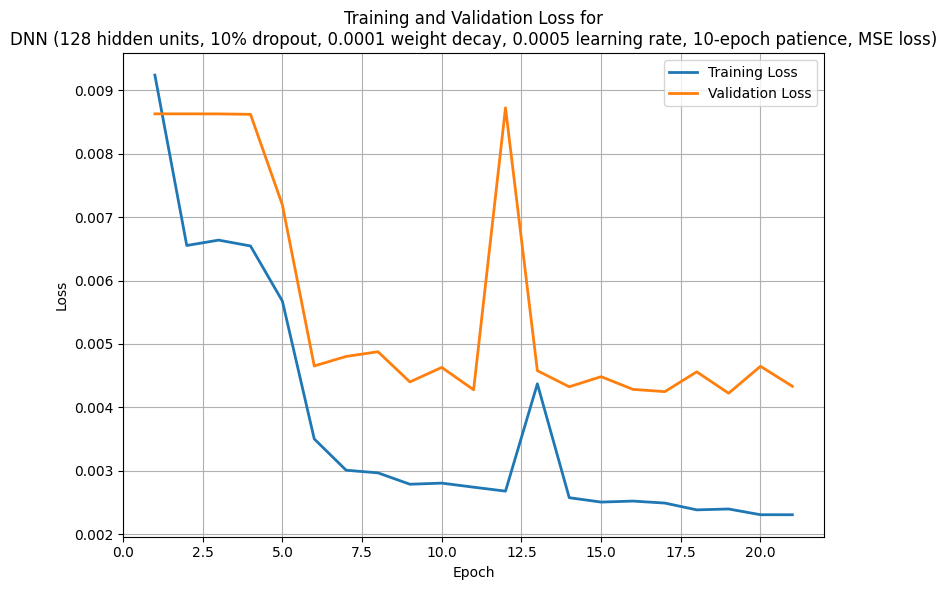 Training and Validation Loss for
DNN (128 hidden units, 10% dropout, 0.0001 weight decay, 0.0005 learning rate, 10-epoch patience, MSE loss)
Training Loss
Validation Loss
0.009
0.008
0.007
0.006
0.005
0.004
0.003
0.002
Loss
0.0 2.5 5.0 7.5 10.0 12.5 15.0 17.5 20.0
Epoch